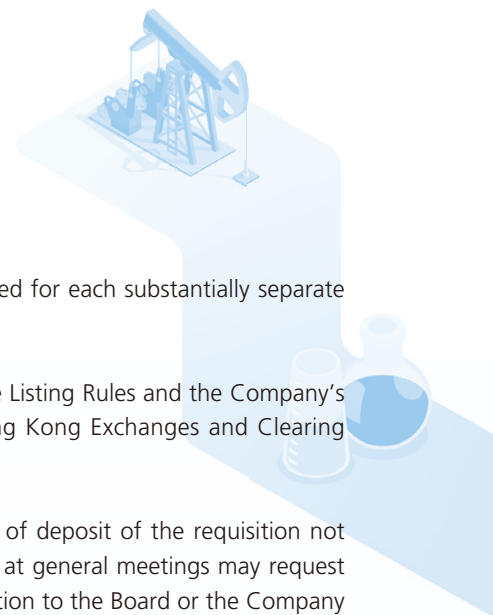 ed for each substantially separate
Listing Rules and the Company's
Kong Exchanges and Clearing
of deposit of the requisition not
at general meetings may request
tion to the Board or the Company